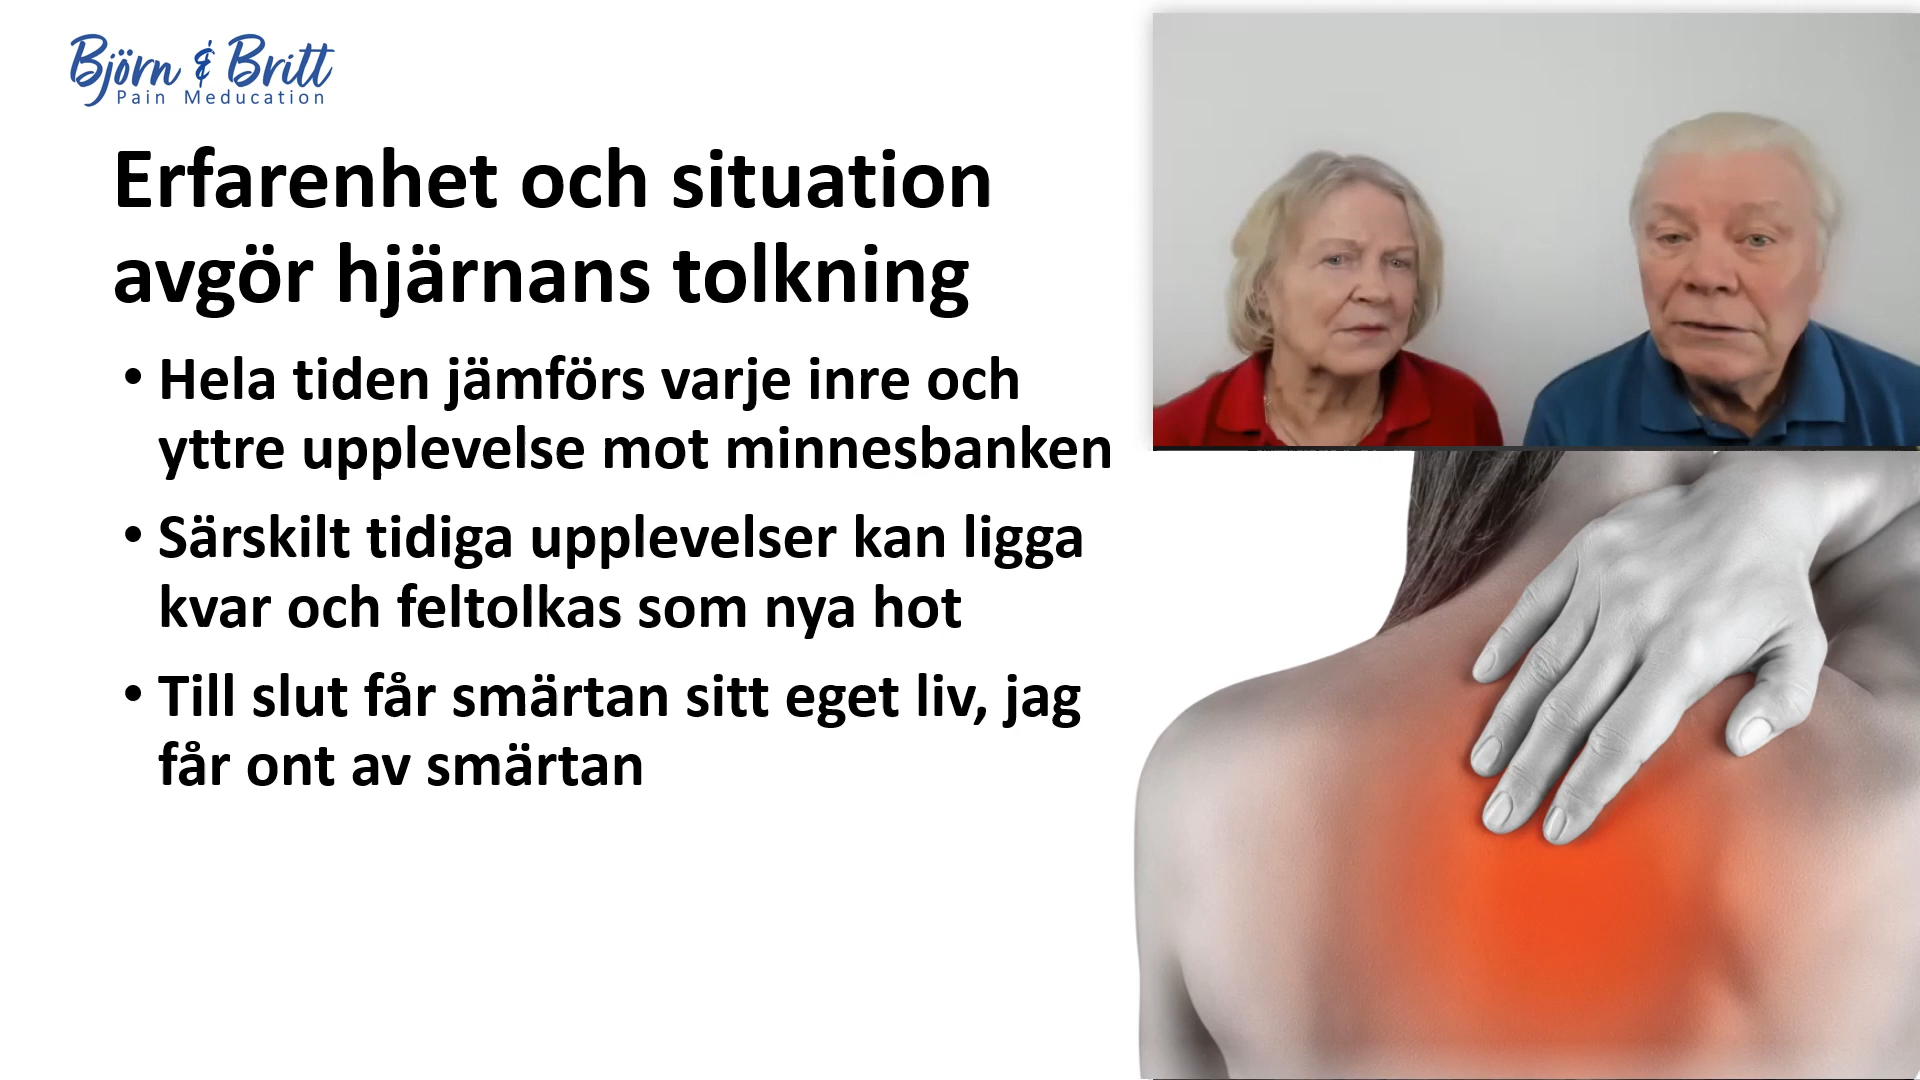 Björn & Britt
Pain Meducation
Erfarenhet och situation
avgör hjärnans tolkning
• Hela tiden jämförs varje inre och
yttre upplevelse mot minnesbanken
• Särskilt tidiga upplevelser kan ligga
kvar och feltolkas som nya hot
• Till slut får smärtan sitt eget liv, jag
får ont av smärtan